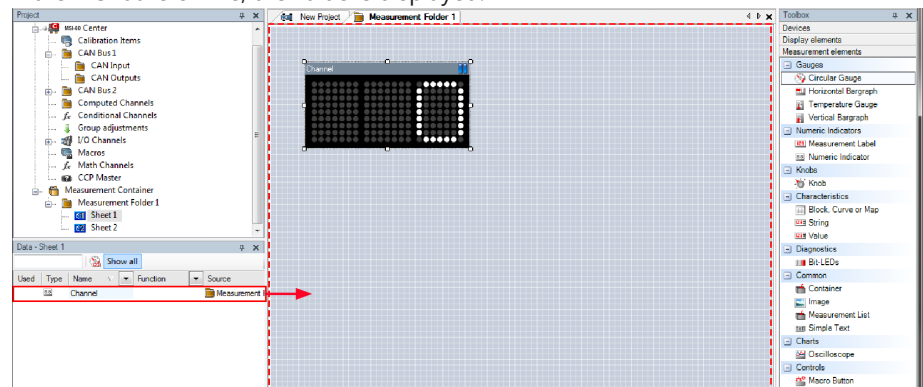 Project
New Project
Measurement Folder 1
Toolbox
Center
Calibration Items
CAN Bus 1
CAN Input
CAN Outputs
CAN Bus 2
Computed Channels
Conditional Channels
Group adjustments
I/O Channels
Macros
Math Channels
CCP Master
Measurement Container
Measurement Folder 1
Sheet 1
Sheet 2
Data - Sheet 1
Show all
Used Type Name Function Source
Channel Measurement
Channel
0
Devices
Display elements
Measurement elements
Gauges
Circular Gauge
Horizontal Bergraph
Temperature Gauge
Vertical Bargraph
Numeric Indicators
Measurement Label
Numeric Indicator
Knobs
Knob
Characteristics
Block, Curve or Map
String
Value
Diagnostics
Bit-LEDs
Common
Container
Image
Measurement List
Simple Text
Charts
Oscilloscope
Controls
Macro Button